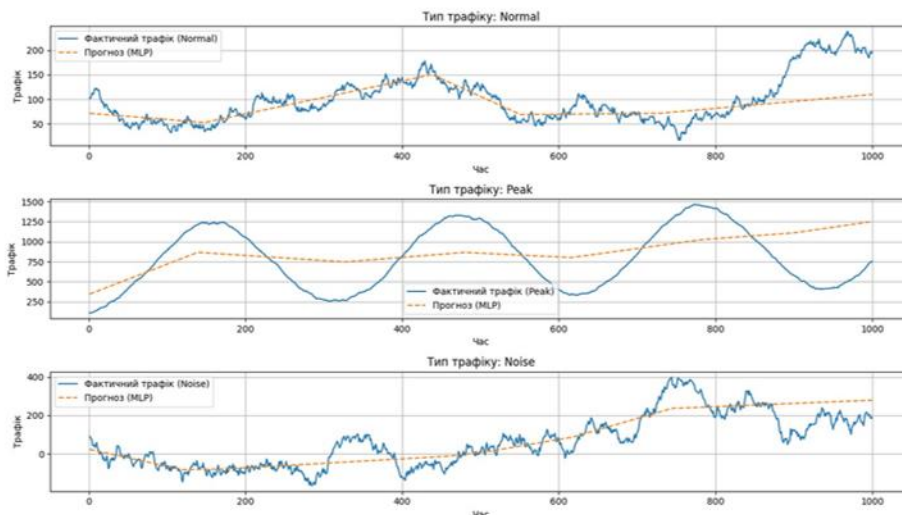 Тип трафіку: Normal
Фактичний трафік (Normal)
Прогноз (MLP)
Трафік
200
150
100
50
0 200 400 600 800 1000
Час
Тип трафіку: Peak
Трафік
1500
1250
1000
750
500
250
Фактичний трафік (Peak)
Прогноз (MLP)
0 200 400 600 800 1000
Час
Тип трафіку: Noise
Фактичний трафік (Noise)
Прогноз (MLP)
Трафік
400
200
0
0 200 400 600 800 1000
Час